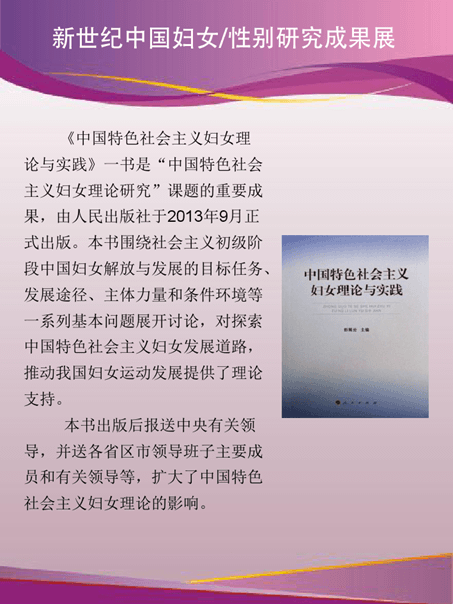 新世纪中国妇女/性别研究成果展
《中国特色社会主义妇女理
论与实践》一书是“中国特色社会
主义妇女理论研究”课题的重要成
果，由人民出版社于2013年9月正
式出版。本书围绕社会主义初级阶
段中国妇女解放与发展的目标任务、
发展途径、主体力量和条件环境等
一系列基本问题展开讨论，对探索
中国特色社会主义妇女发展道路，
推动我国妇女运动发展提供了理论
支持。
本书出版后报送中央有关领
导，并送各省区市领导班子主要成
员和有关领导等，扩大了中国特色
社会主义妇女理论的影响。
中国特色社会主义
妇女理论与实践
主编
人民出版社